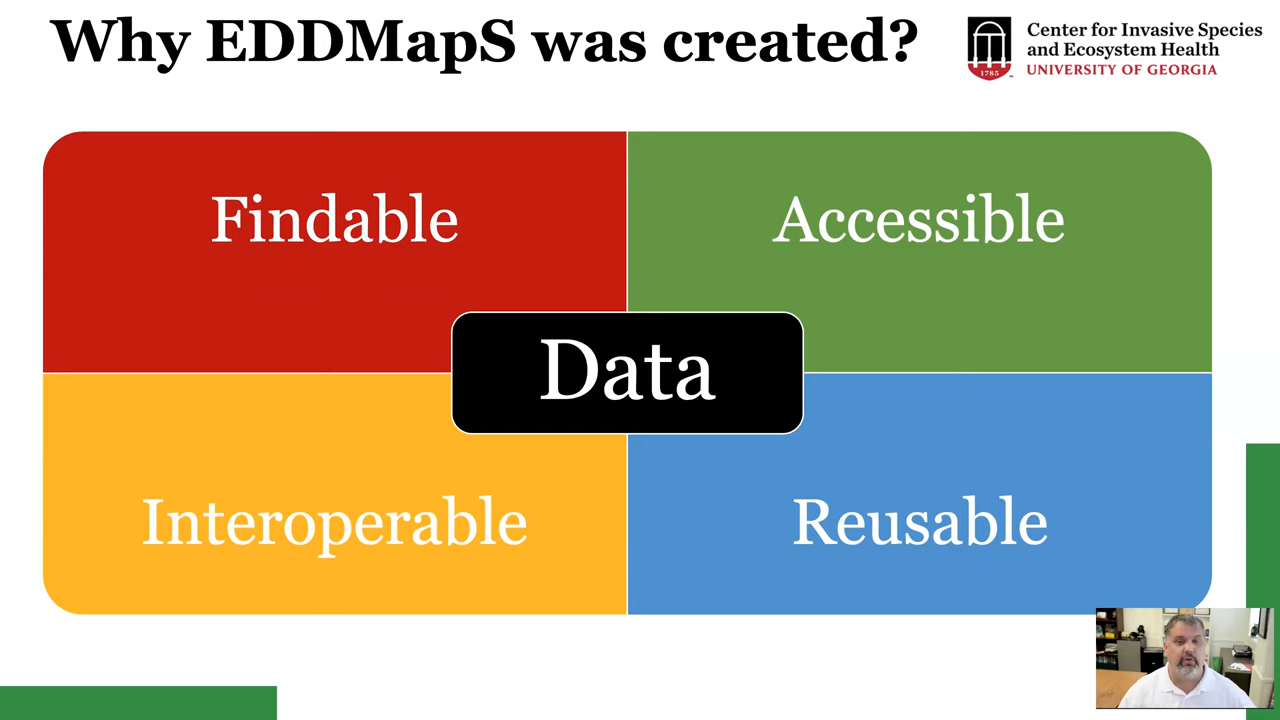 Why EDDMapS was created?
Center for Invasive Species
and Ecosystem Health
UNIVERSITY OF GEORGIA
1785
Findable
Accessible
Data
Interoperable
Reusable